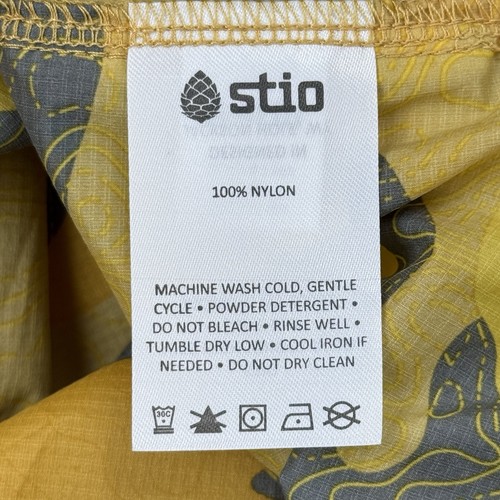 stio
100% NYLON
MACHINE WASH COLD, GENTLE
CYCLE • POWDER DETERGENT •
DO NOT BLEACH • RINSE WELL •
TUMBLE DRY LOW • COOL IRON IF
NEEDED • DO NOT DRY CLEAN
30C